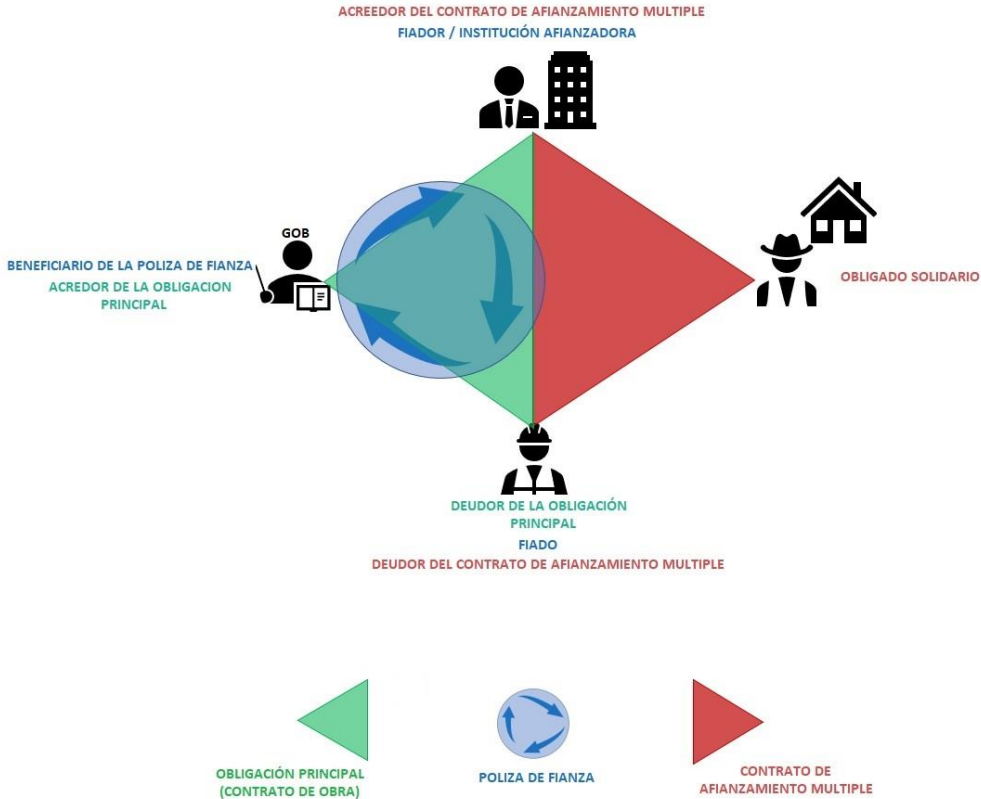 ACREEDOR DEL CONTRATO DE AFIANZAMIENTO MULTIPLE
FIADOR / INSTITUCIÓN AFIANZADORA
GOB
BENEFICIARIO DE LA POLIZA DE FIANZA
ACREDOR DE LA OBLIGACION
PRINCIPAL
OBLIGADO SOLIDARIO
DEUDOR DE LA OBLIGACIÓN
PRINCIPAL
FIADO
DEUDOR DEL CONTRATO DE AFIANZAMIENTO MULTIPLE
OBLIGACIÓN PRINCIPAL
(CONTRATO DE OBRA)
POLIZA DE FIANZA
CONTRATO DE
AFIANZAMIENTO MULTIPLE